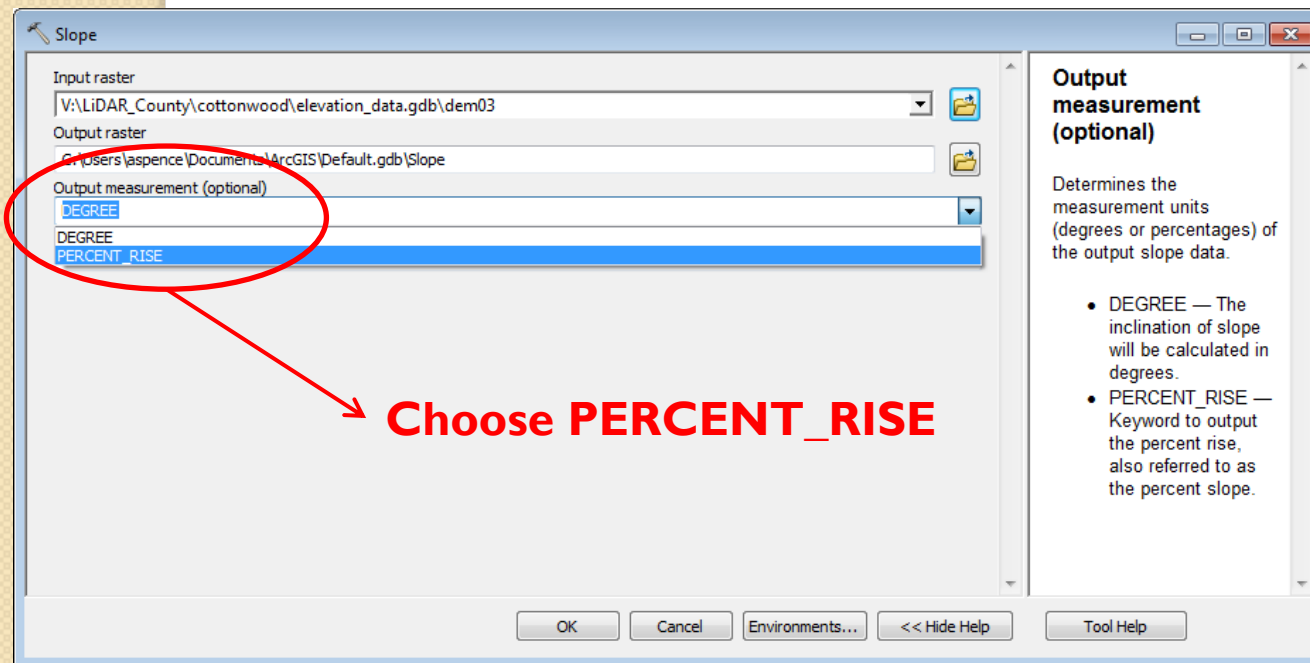 Slope
Input raster
V:\LiDAR_County\cottonwood\elevation_data.gdb\dem03
Output raster
C:\Users\aspence\Documents\ArcGIS\Default.gdb\Slope
Output measurement (optional)
DEGREE
DEGREE
PERCENT_RISE
Choose PERCENT_RISE
OK
Cancel
Environments...
<< Hide Help
Output
measurement
(optional)
Determines the
measurement units
(degrees or percentages) of
the output slope data.
• DEGREE — The
inclination of slope
will be calculated in
degrees.
• PERCENT_RISE —
Keyword to output
the percent rise,
also referred to as
the percent slope.
Tool Help